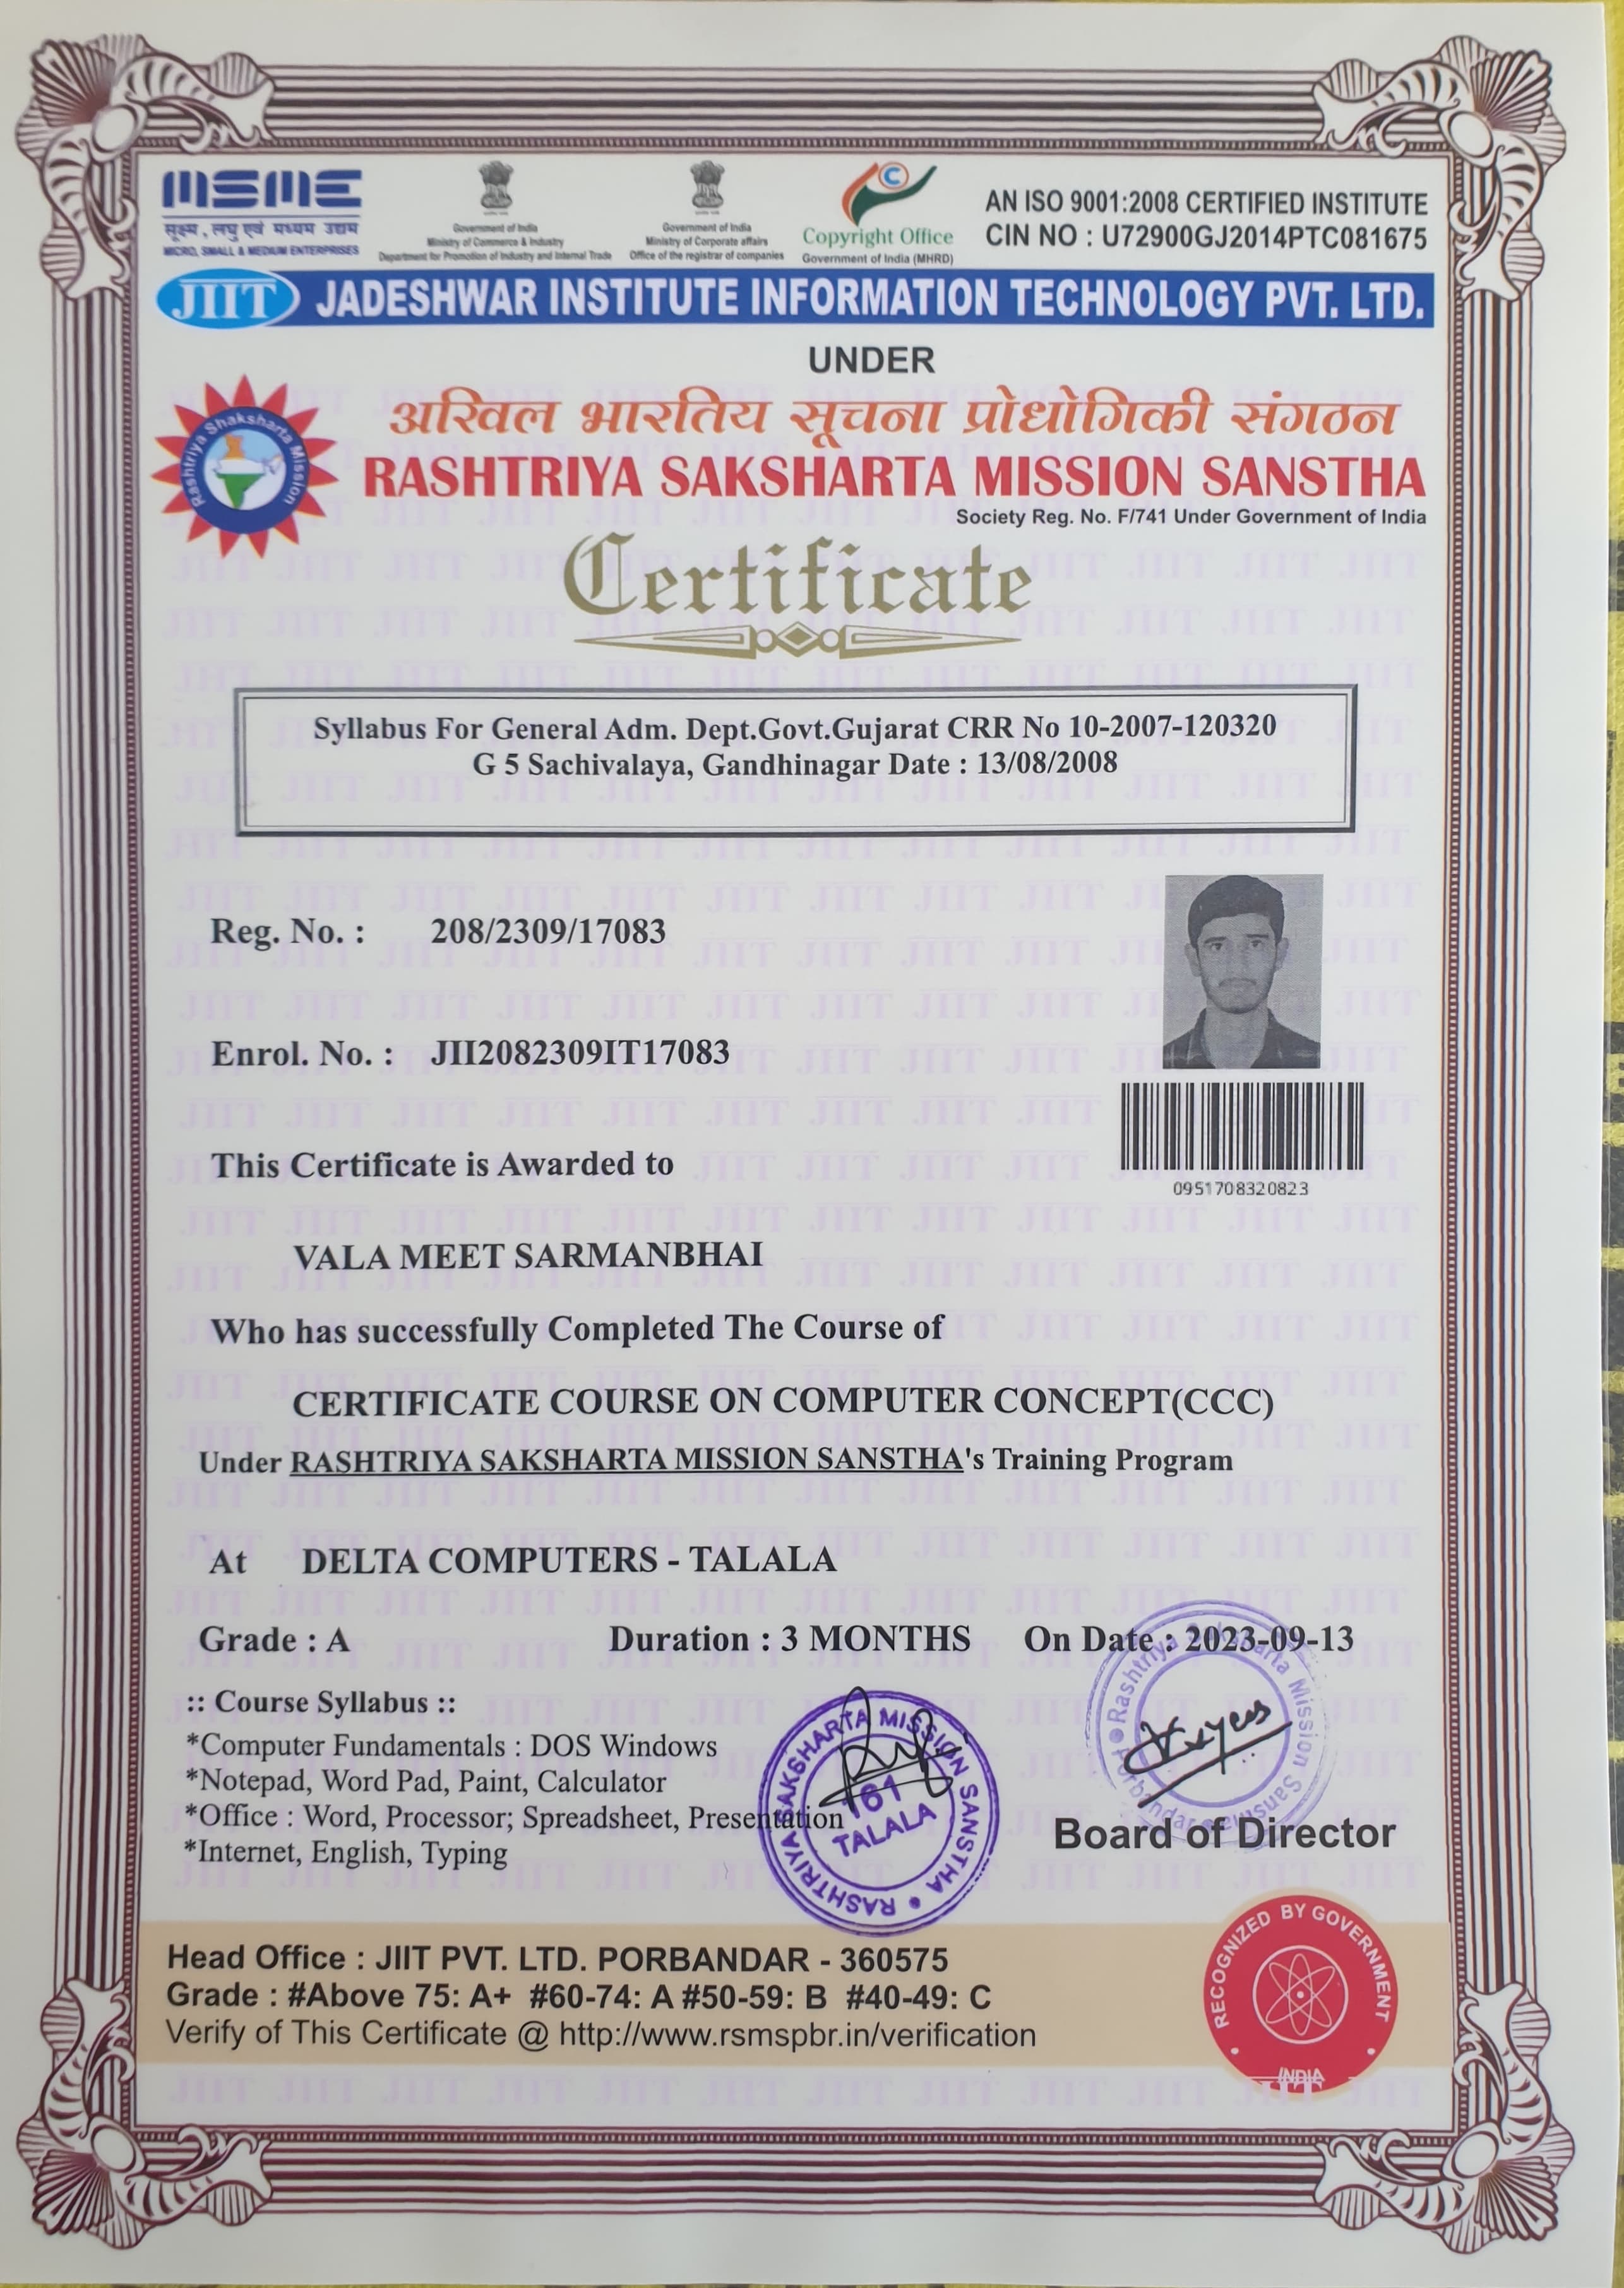 MSME
सूक्ष्म, लघु एवं मध्यम उद्यम
MICRO, SMALL & MEDIUM ENTERPRISES
Government of India
Ministry of Commerce & Industry
Department for Promotion of Industry and Internal Trade
Government of India
Ministry of Corporate affairs
Office of the registrar of companies
Copyright Office
Government of India (MHRD)
AN ISO 9001:2008 CERTIFIED INSTITUTE
CIN NO : U72900GJ2014PTC081675
JIIT JADESHWAR INSTITUTE INFORMATION TECHNOLOGY PVT. LTD.
UNDER
Rashtriya Shaksharta Mission
अखिल भारतिय सूचना प्रोधोगिकी संगठन
RASHTRIYA SAKSHARTA MISSION SANSTHA
Society Reg. No. F/741 Under Government of India
Certificate
Syllabus For General Adm. Dept.Govt.Gujarat CRR No 10-2007-120320
G 5 Sachivalaya, Gandhinagar Date : 13/08/2008
Reg. No. : 208/2309/17083
Enrol. No. : JII2082309IT17083
0951708320823
This Certificate is Awarded to
VALA MEET SARMANBHAI
Who has successfully Completed The Course of
CERTIFICATE COURSE ON COMPUTER CONCEPT(CCC)
Under RASHTRIYA SAKSHARTA MISSION SANSTHA's Training Program
At DELTA COMPUTERS - TALALA
Grade : A Duration : 3 MONTHS On Date : 2023-09-13
:: Course Syllabus ::
*Computer Fundamentals : DOS Windows
*Notepad, Word Pad, Paint, Calculator
*Office : Word, Processor; Spreadsheet, Presentation
*Internet, English, Typing
RASHTRIYA SAKSHARTA MISSION SANSTHA
161
TALALA
Rashtriya Saksharta Mission Sanstha Porbandar
Board of Director
Head Office : JIIT PVT. LTD. PORBANDAR - 360575
Grade : #Above 75: A+ #60-74: A #50-59: B #40-49: C
Verify of This Certificate @ http://www.rsmspbr.in/verification
RECOGNIZED BY GOVERNMENT
INDIA